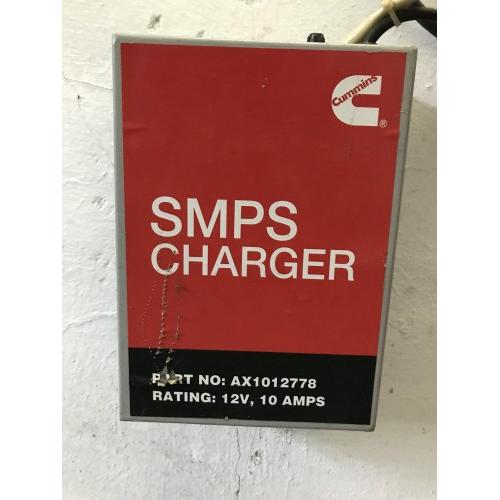 Cummins
®
SMPS
CHARGER
PART NO: AX1012778
RATING: 12V, 10 AMPS